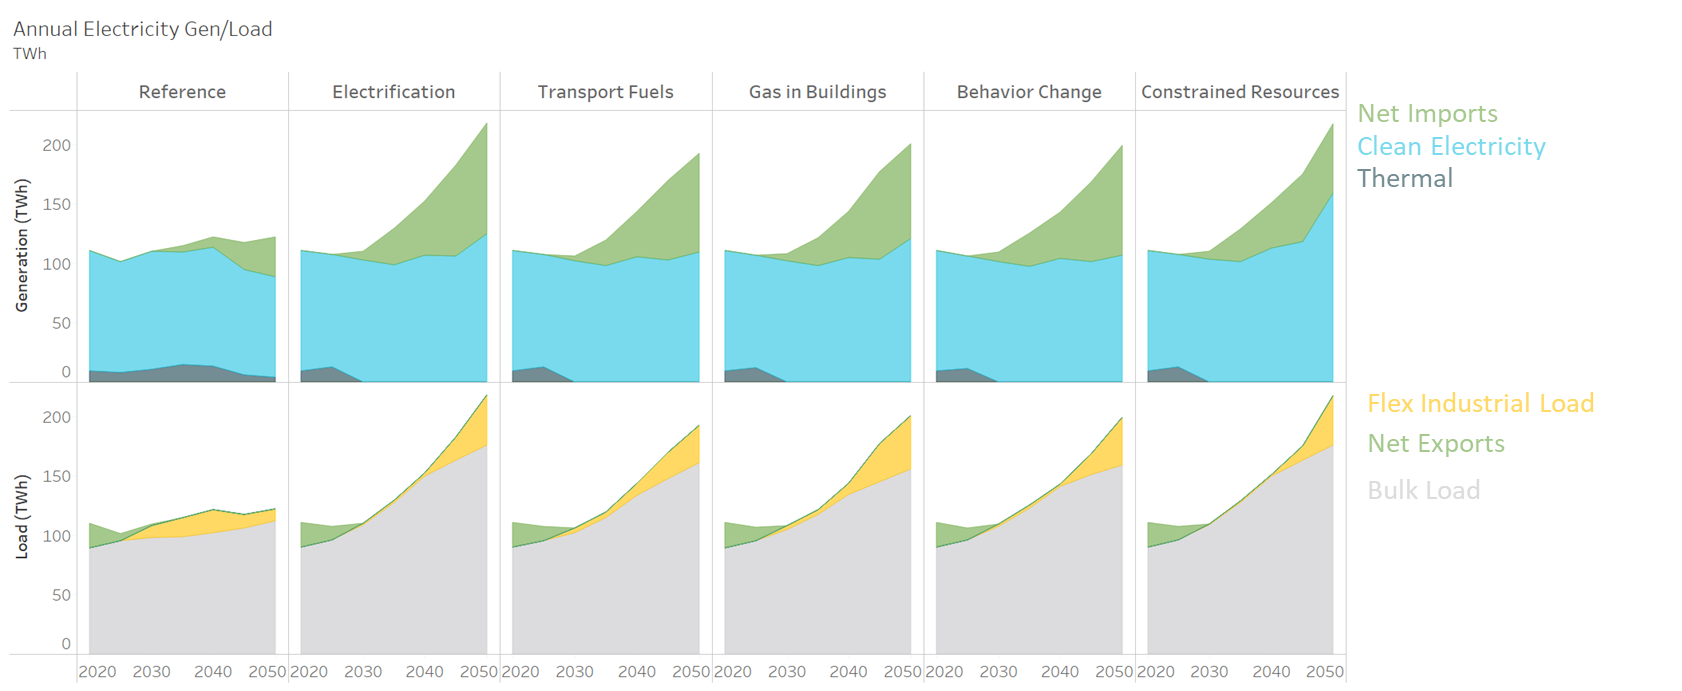 Annual Electricity Gen/Load
TWh
Reference Electrification Transport Fuels Gas in Buildings Behavior Change Constrained Resources
Generation (TWh)
200
150
100
50
0
Net Imports
Clean Electricity
Thermal
Load (TWh)
200
150
100
50
0
Flex Industrial Load
Net Exports
Bulk Load
2020 2030 2040 2050 2020 2030 2040 2050 2020 2030 2040 2050 2020 2030 2040 2050 2020 2030 2040 2050 2020 2030 2040 2050